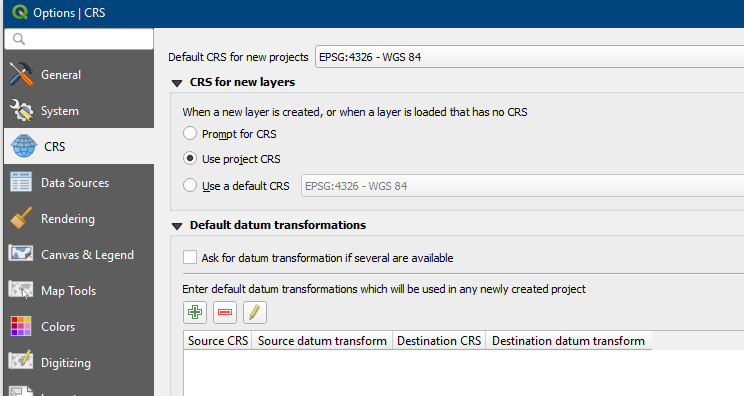 Options | CRS
Default CRS for new projects EPSG:4326 - WGS 84
General
System
CRS
Data Sources
Rendering
Canvas & Legend
Map Tools
Colors
Digitizing
CRS for new layers
When a new layer is created, or when a layer is loaded that has no CRS
Prompt for CRS
Use project CRS
Use a default CRS EPSG:4326 - WGS 84
Default datum transformations
Ask for datum transformation if several are available
Enter default datum transformations which will be used in any newly created project
Source CRS Source datum transform Destination CRS Destination datum transform